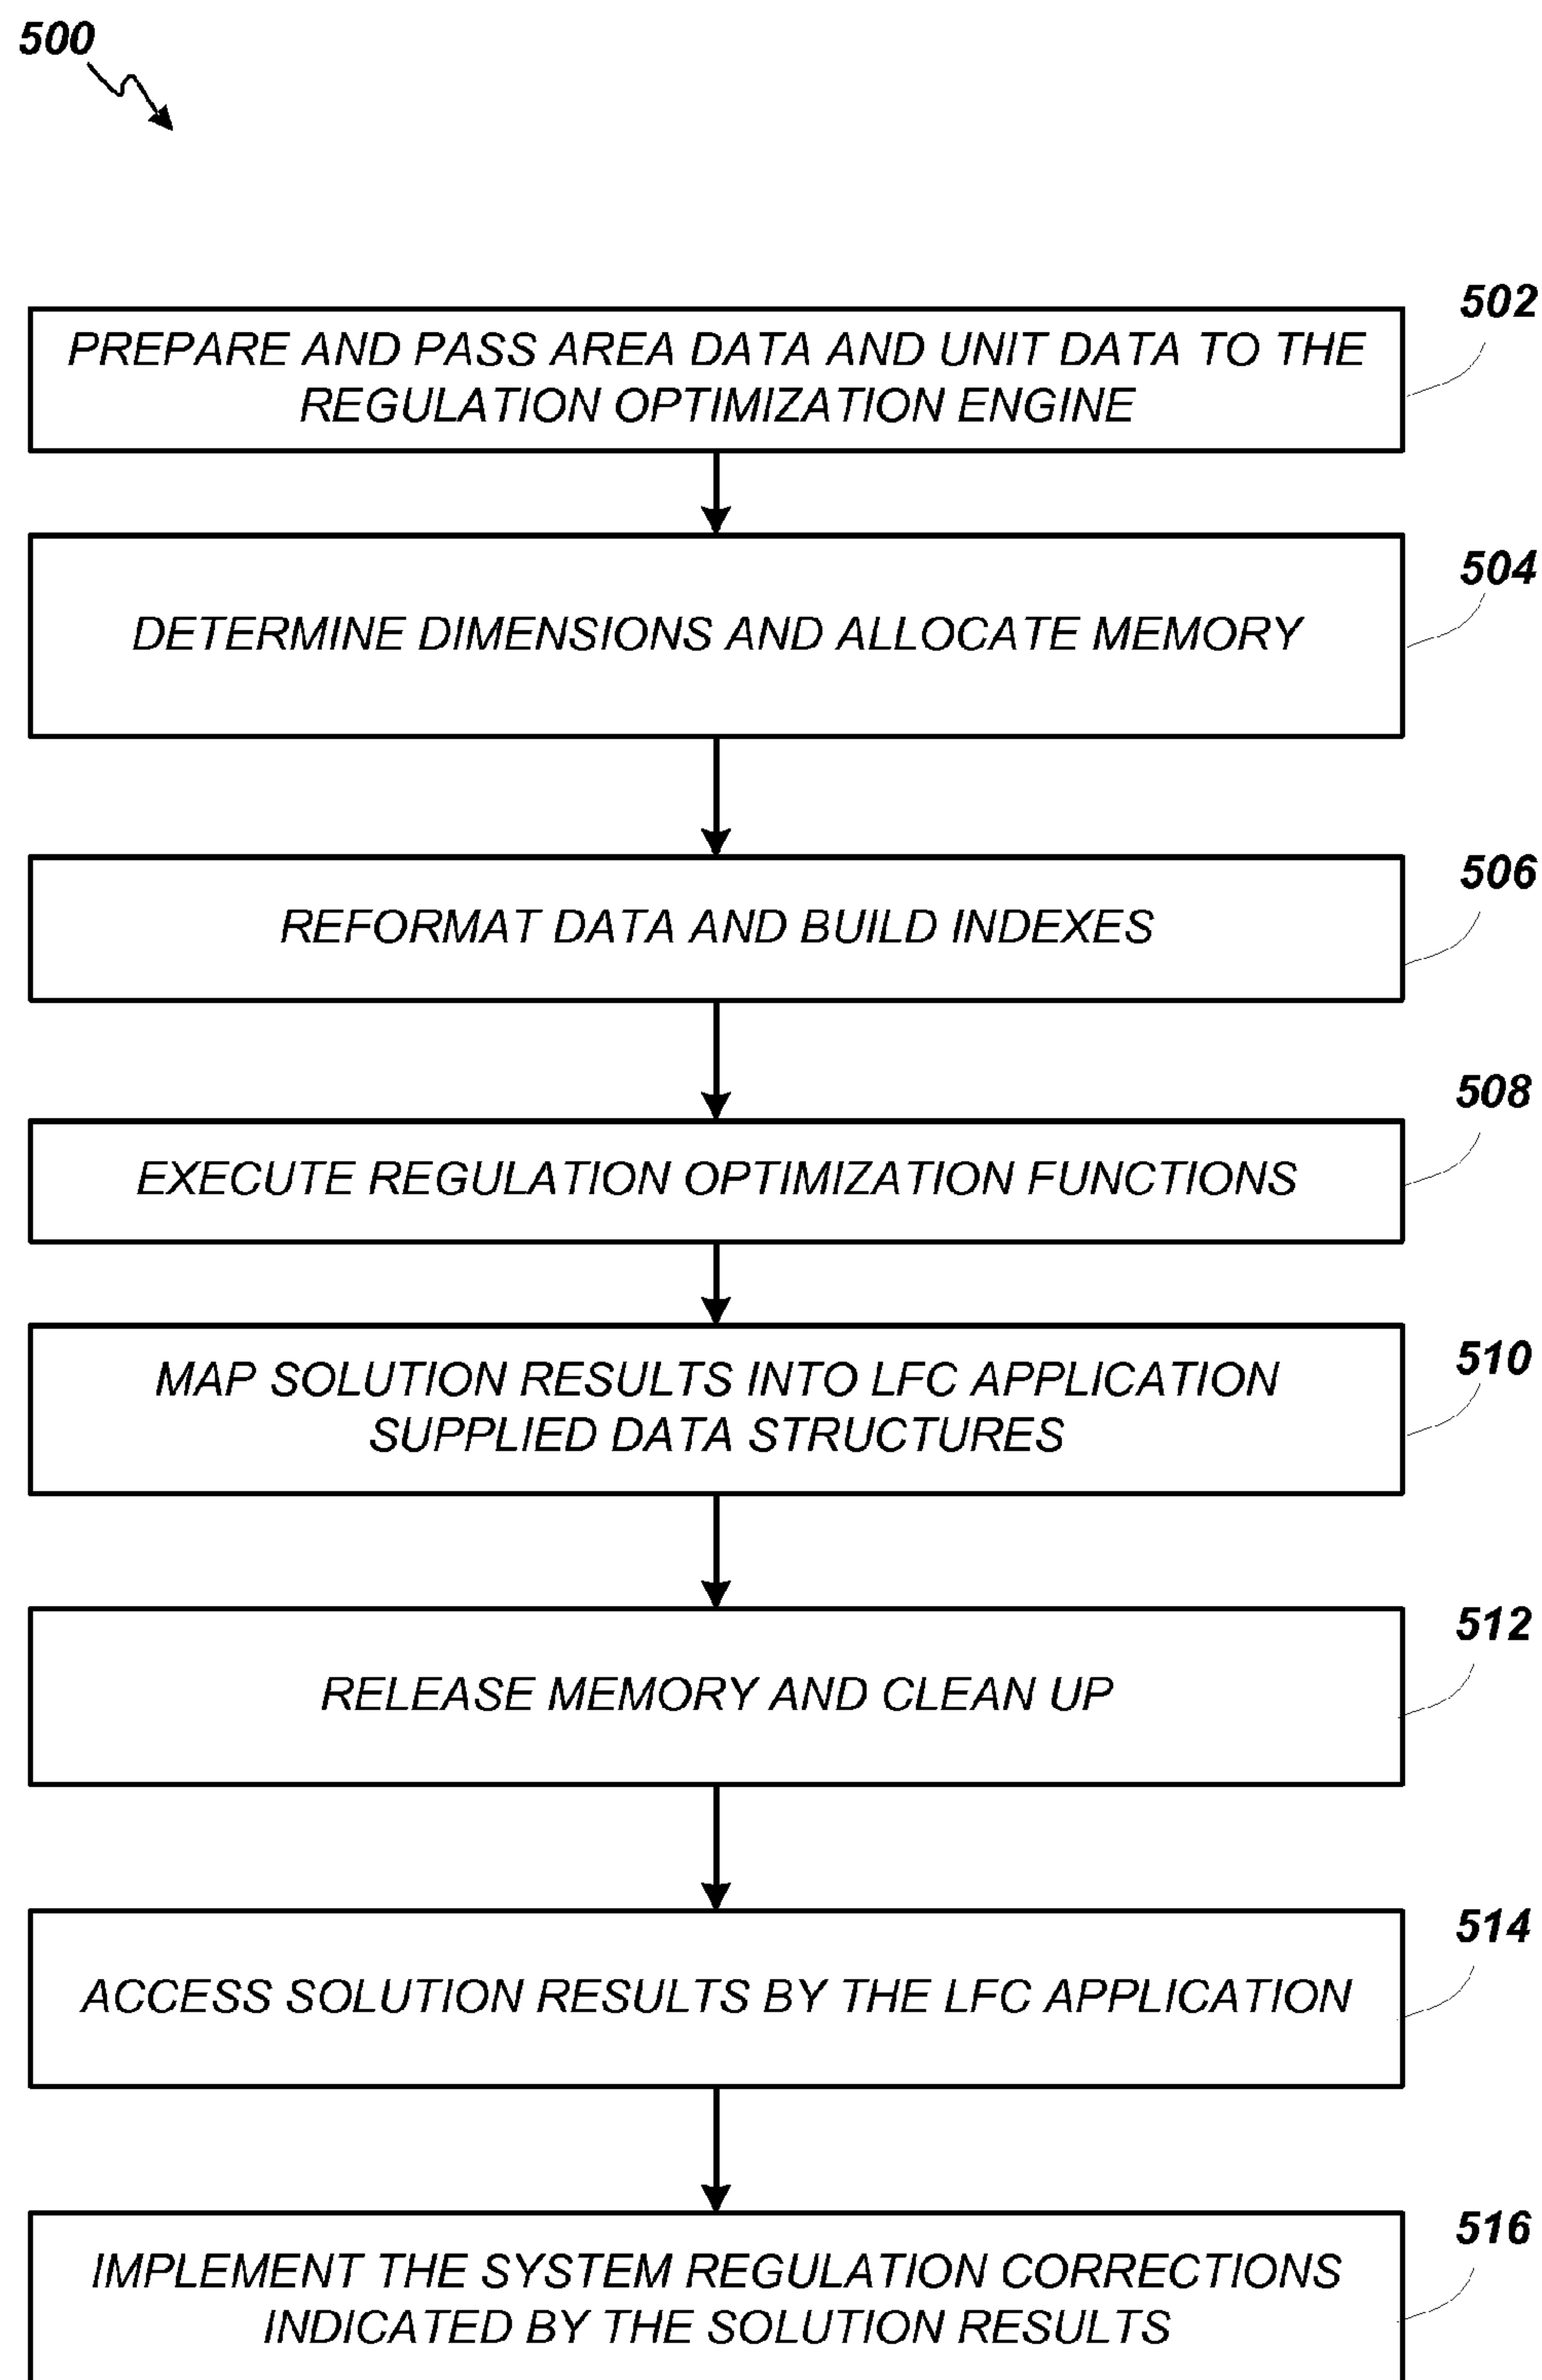 500
502
PREPARE AND PASS AREA DATA AND UNIT DATA TO THE
REGULATION OPTIMIZATION ENGINE
504
DETERMINE DIMENSIONS AND ALLOCATE MEMORY
506
REFORMAT DATA AND BUILD INDEXES
508
EXECUTE REGULATION OPTIMIZATION FUNCTIONS
510
MAP SOLUTION RESULTS INTO LFC APPLICATION
SUPPLIED DATA STRUCTURES
512
RELEASE MEMORY AND CLEAN UP
514
ACCESS SOLUTION RESULTS BY THE LFC APPLICATION
516
IMPLEMENT THE SYSTEM REGULATION CORRECTIONS
INDICATED BY THE SOLUTION RESULTS